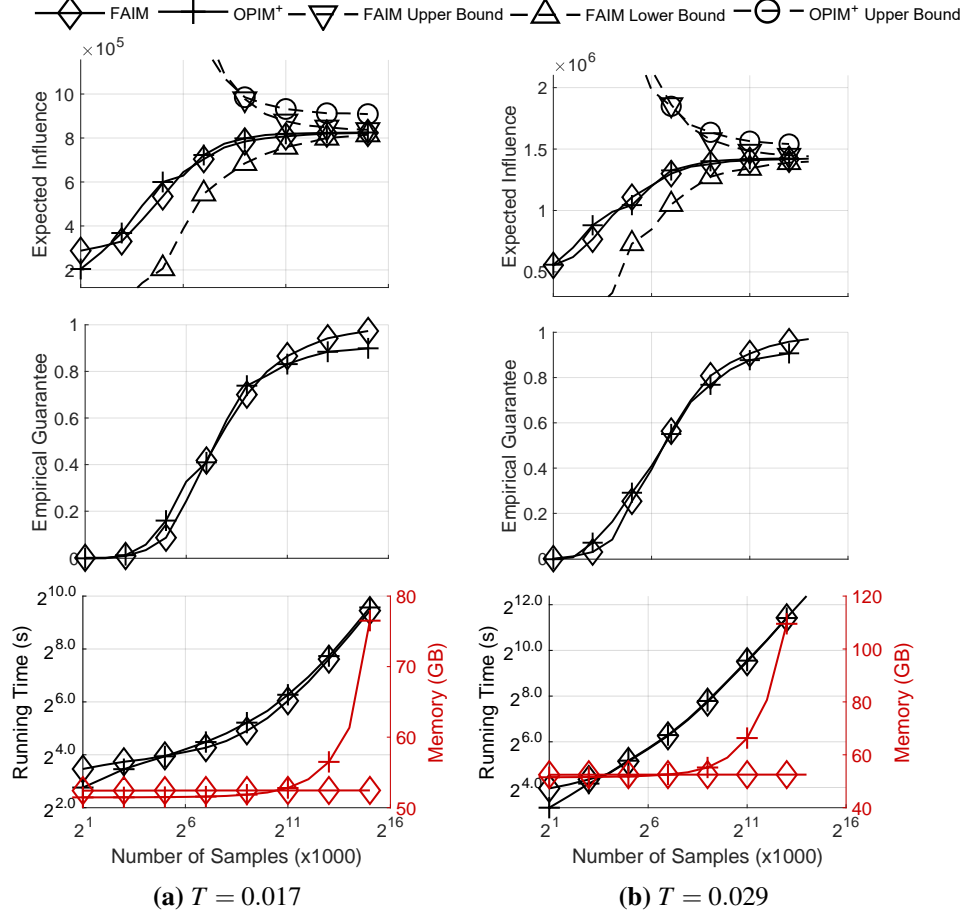 FAIM OPIM⁺ FAIM Upper Bound FAIM Lower Bound OPIM⁺ Upper Bound
×10⁵
10
8
6
4
2
Expected Influence
×10⁶
2
1.5
1
0.5
Expected Influence
1
0.8
0.6
0.4
0.2
0
Empirical Guarantee
1
0.8
0.6
0.4
0.2
0
Empirical Guarantee
2^10.0
2^8.0
2^6.0
2^4.0
2^2.0
Running Time (s)
80
70
60
50
Memory (GB)
2^1 2^6 2^11 2^16
Number of Samples (x1000)
2^12.0
2^10.0
2^8.0
2^6.0
2^4.0
Running Time (s)
120
100
80
60
40
Memory (GB)
2^1 2^6 2^11 2^16
Number of Samples (x1000)
(a) T = 0.017
(b) T = 0.029